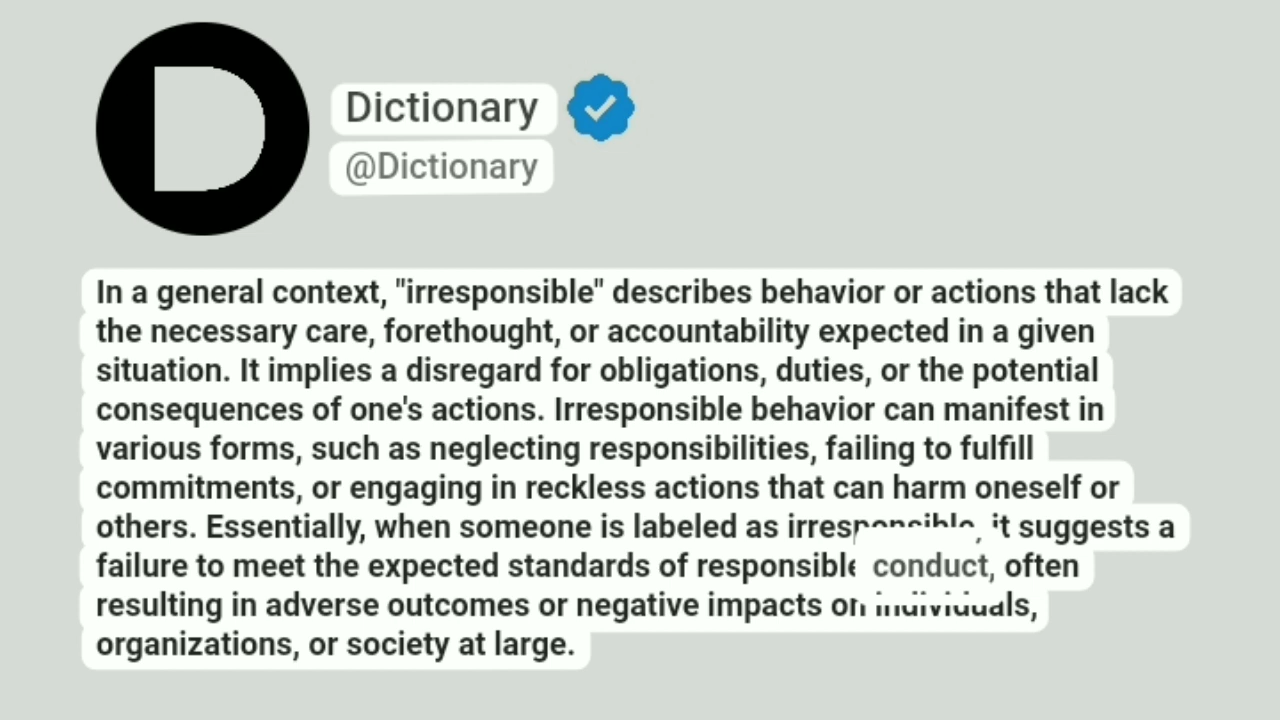 D
Dictionary
@Dictionary
In a general context, "irresponsible" describes behavior or actions that lack
the necessary care, forethought, or accountability expected in a given
situation. It implies a disregard for obligations, duties, or the potential
consequences of one's actions. Irresponsible behavior can manifest in
various forms, such as neglecting responsibilities, failing to fulfill
commitments, or engaging in reckless actions that can harm oneself or
others. Essentially, when someone is labeled as irresponsible, it suggests a
failure to meet the expected standards of responsible conduct, often
resulting in adverse outcomes or negative impacts on individuals,
organizations, or society at large.